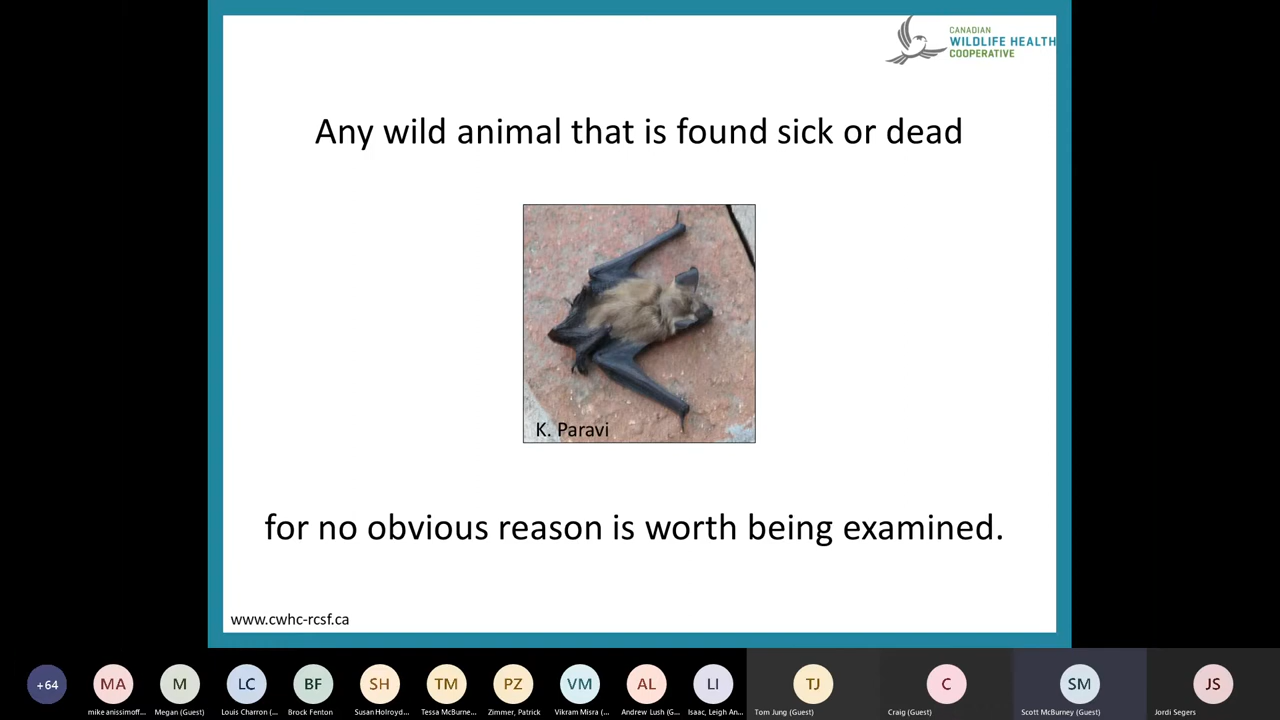 CANADIAN
WILDLIFE HEALTH
COOPERATIVE
Any wild animal that is found sick or dead
K. Paravi
for no obvious reason is worth being examined.
www.cwhc-rcsf.ca
+64
MA
M
LC
BF
SH
TM
PZ
VM
AL
LI
TJ
C
SM
JS
mike anissimoff...
Megan (Guest)
Louis Charron (...
Brock Fenton
Susan Holroyd...
Tessa McBurne...
Zimmer, Patrick
Vikram Misra (...
Andrew Lush (G...
Isaac, Leigh An...
Tom Jung (Guest)
Craig (Guest)
Scott McBurney (Guest)
Jordi Segers